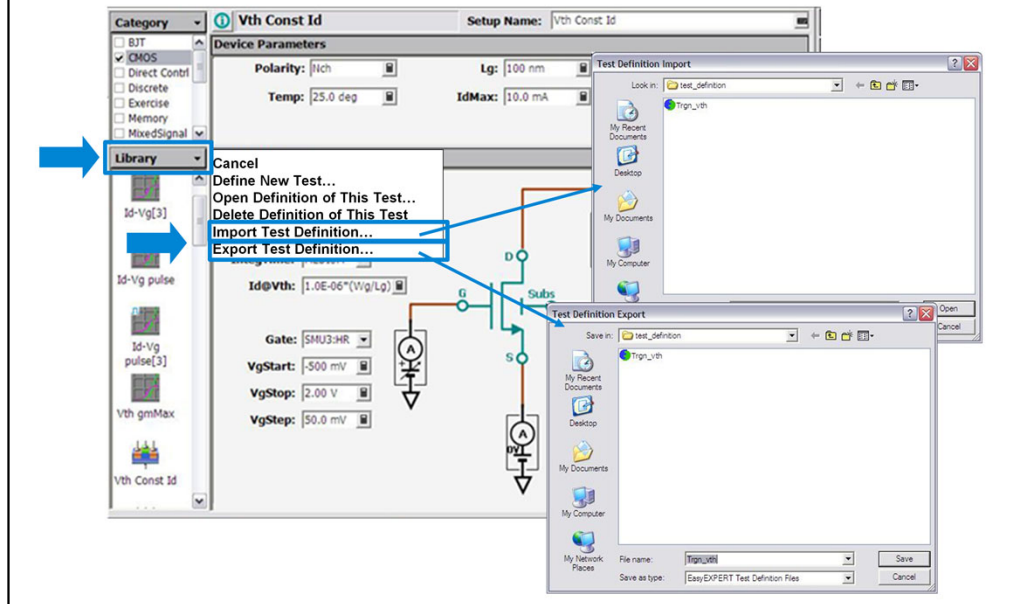 Category
Vth Const Id
Setup Name: Vth Const Id
BJT
CMOS
Direct Contrl
Discrete
Exercise
Memory
MixedSignal
Device Parameters
Polarity: Nch
Lg: 100 nm
Temp: 25.0 deg
IdMax: 10.0 mA
Library
Cancel
Define New Test...
Open Definition of This Test...
Delete Definition of This Test
Import Test Definition...
Export Test Definition...
Id-Vg[3]
Id-Vg pulse
Id-Vg
pulse[3]
Vth gmMax
Vth Const Id
Id@Vth: 1.0E-06*(Wg/Lg)
Gate: SMU3:HR
VgStart: -500 mV
VgStop: 2.00 V
VgStep: 50.0 mV
D
G
Subs
S
A
A
0V
Test Definition Import
Look in: test_definition
Trgn_vth
My Recent
Documents
Desktop
My Documents
My Computer
Open
Cancel
Test Definition Export
Save in: test_definition
Trgn_vth
My Recent
Documents
Desktop
My Documents
My Computer
My Network
Places
File name: Trgn_vth
Save
Save as type: EasyEXPERT Test Definition Files
Cancel